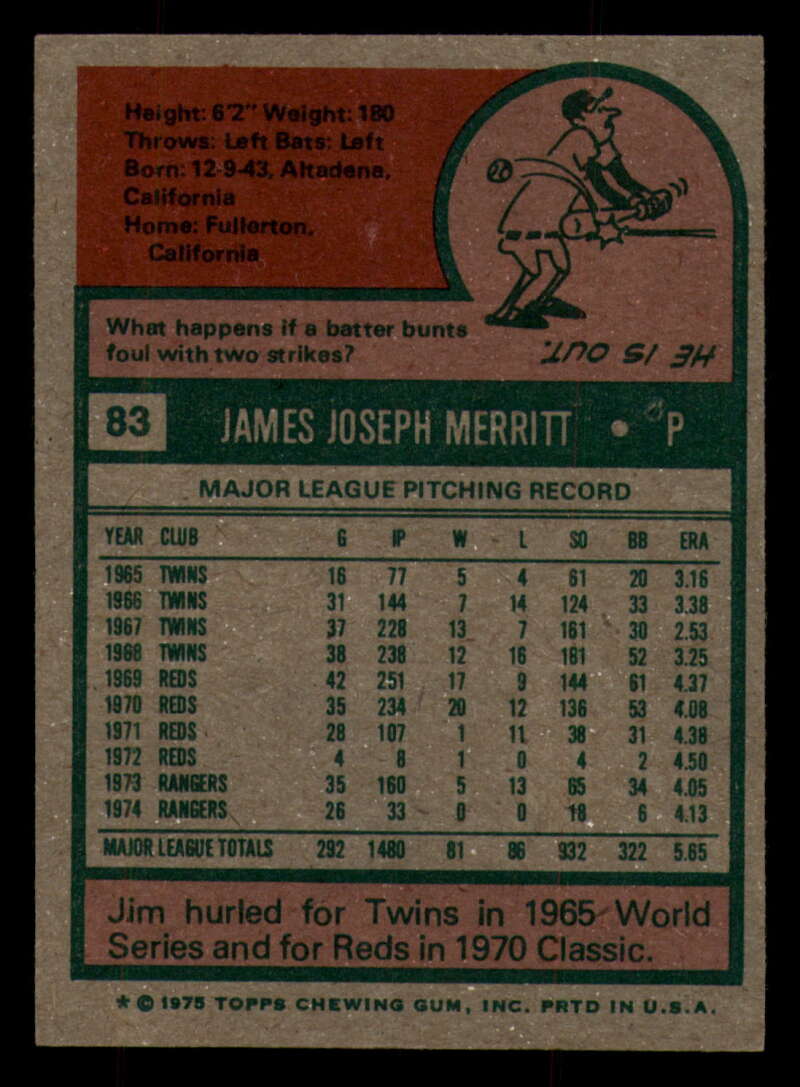 Height: 6'2" Weight: 180
Throws: Left Bats: Left
Born: 12-9-43, Altadena,
California
Home: Fullerton,
California
What happens if a batter bunts
foul with two strikes?
HE IS OUT.
83 JAMES JOSEPH MERRITT • P
MAJOR LEAGUE PITCHING RECORD
YEAR CLUB G IP W L SO BB ERA
1965 TWINS 16 77 5 4 61 20 3.16
1966 TWINS 31 144 7 14 124 33 3.38
1967 TWINS 37 228 13 7 161 30 2.53
1968 TWINS 38 238 12 16 181 52 3.25
1969 REDS 42 251 17 9 144 61 4.37
1970 REDS 35 234 20 12 136 53 4.08
1971 REDS 28 107 1 11 38 31 4.38
1972 REDS 4 8 1 0 4 2 4.50
1973 RANGERS 35 160 5 13 65 34 4.05
1974 RANGERS 26 33 0 0 18 6 4.13
MAJOR LEAGUE TOTALS 292 1480 81 86 932 322 5.65
Jim hurled for Twins in 1965 World
Series and for Reds in 1970 Classic.
* © 1975 TOPPS CHEWING GUM, INC. PRTD IN U.S.A.